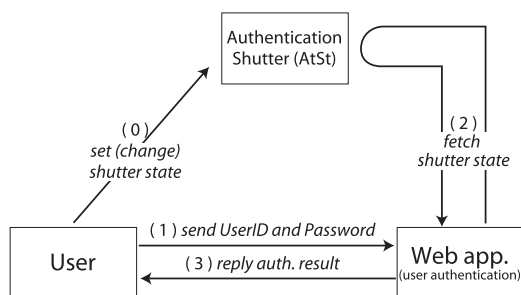 Authentication
Shutter (AtSt)
( 0 )
set (change)
shutter state
( 2 )
fetch
shutter state
( 1 ) send UserID and Password
User
Web app.
(user authentication)
( 3 ) reply auth. result